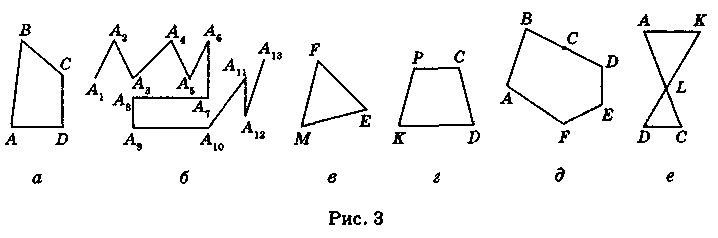 B C A D
A₂ A₄ A₆ A₁₃ A₁ A₃ A₅ A₁₁ A₈ A₇ A₁₂ A₉ A₁₀
F E M
P C K D
B C D A E F
A K L D C
а б в г д е
Рис. 3